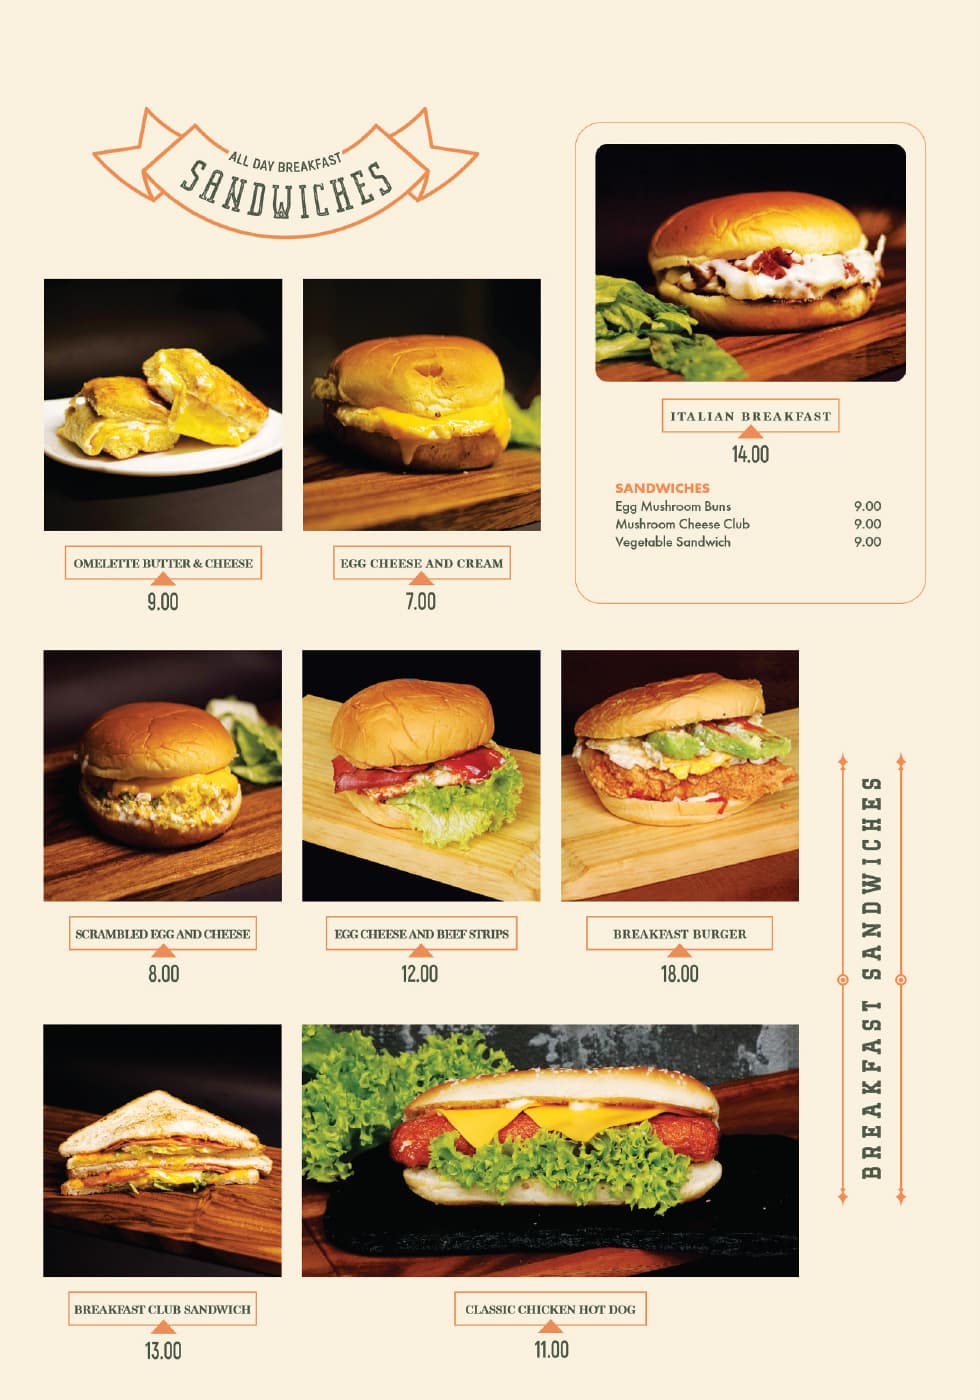 ALL DAY BREAKFAST
SANDWICHES
ITALIAN BREAKFAST
14.00
SANDWICHES
Egg Mushroom Buns 9.00
Mushroom Cheese Club 9.00
Vegetable Sandwich 9.00
OMELETTE BUTTER & CHEESE
9.00
EGG CHEESE AND CREAM
7.00
SCRAMBLED EGG AND CHEESE
8.00
EGG CHEESE AND BEEF STRIPS
12.00
BREAKFAST BURGER
18.00
BREAKFAST SANDWICHES
BREAKFAST CLUB SANDWICH
13.00
CLASSIC CHICKEN HOT DOG
11.00